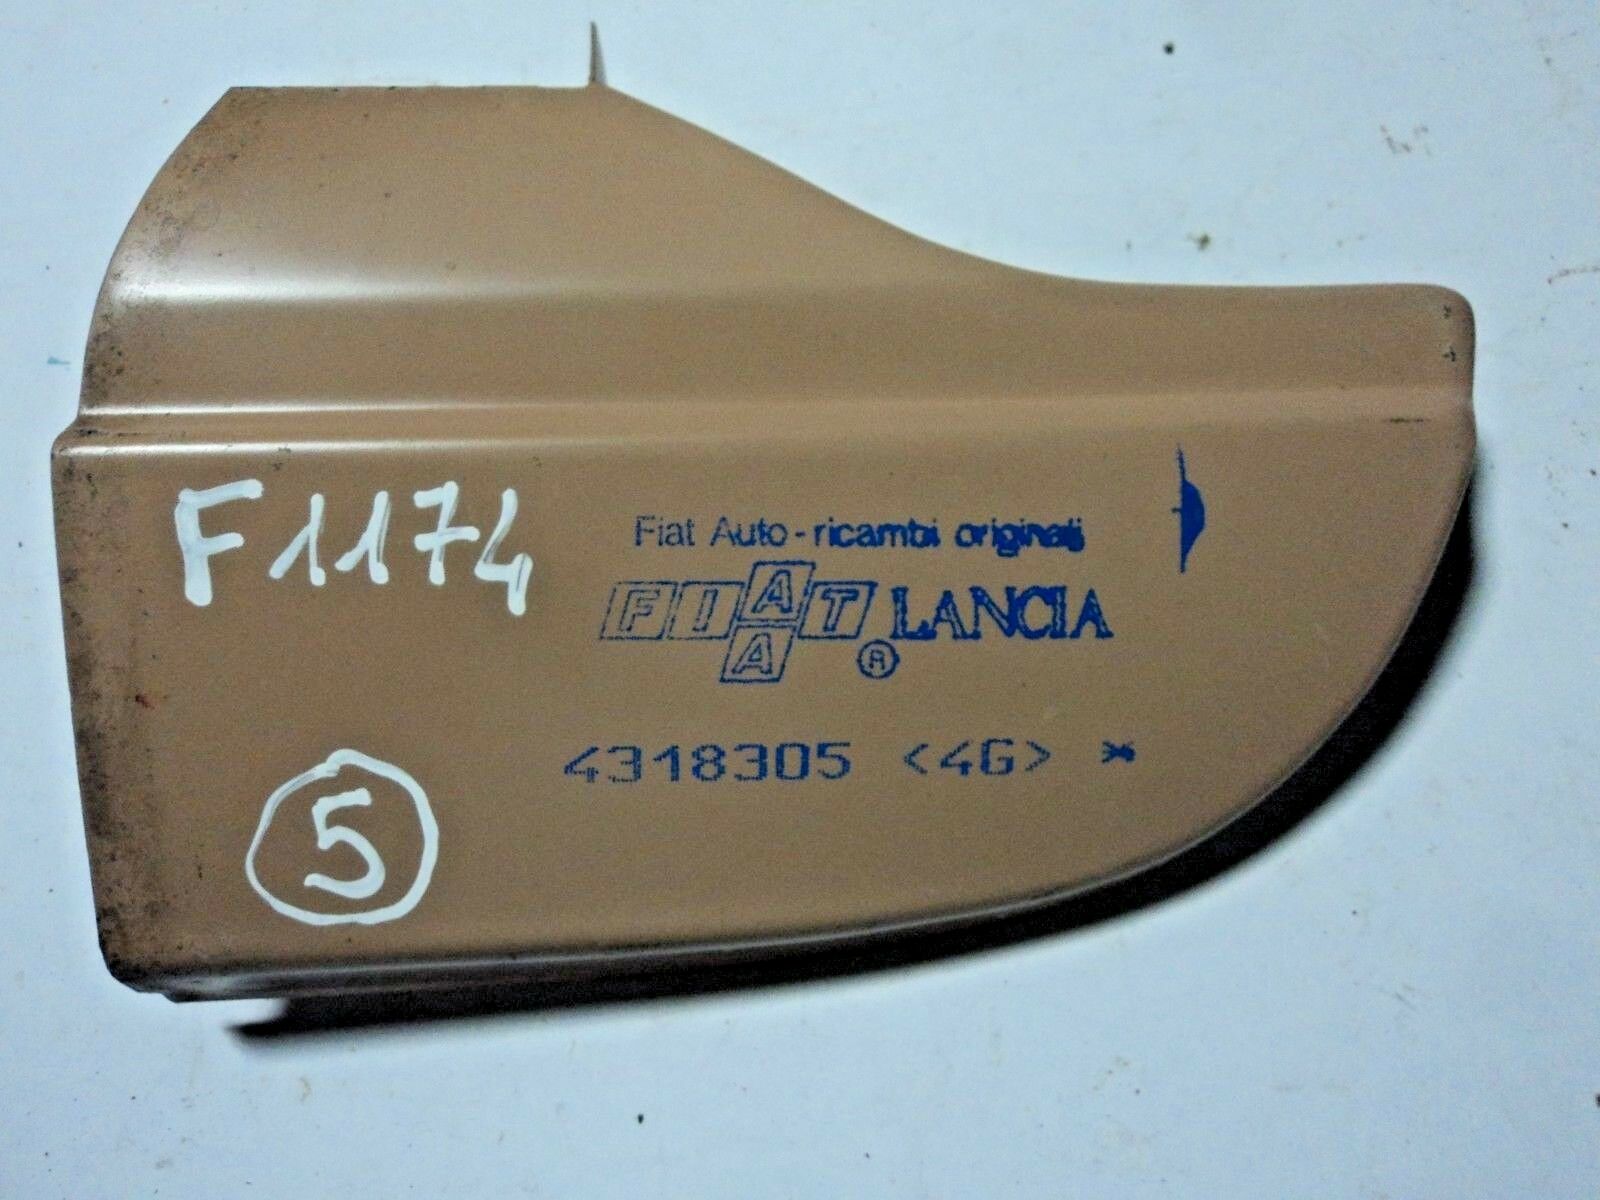 F1174
Fiat Auto - ricambi originali
FIAT LANCIA
A ®
4318305 <4G> *
5